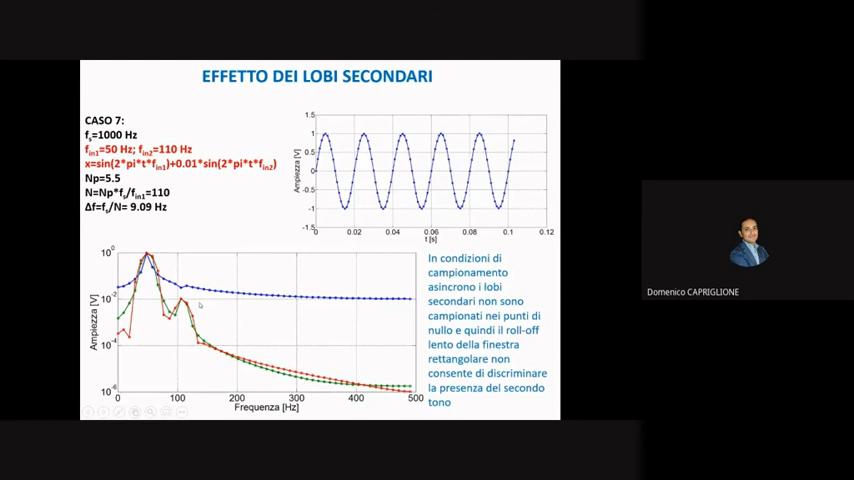 EFFETTO DEI LOBI SECONDARI
CASO 7:
fs=1000 Hz
fin1=50 Hz; fin2=110 Hz
x=sin(2*pi*t*fin1)+0.01*sin(2*pi*t*fin2)
Np=5.5
N=Np*fs/fin1=110
Δf=fs/N= 9.09 Hz
1.5
1
0.5
0
-0.5
-1
-1.5
Ampiezza [V]
0 0.02 0.04 0.06 0.08 0.1 0.12
t [s]
10^0
10^-2
10^-4
10^-6
Ampiezza [V]
0 100 200 300 400 500
Frequenza [Hz]
In condizioni di
campionamento
asincrono i lobi
secondari non sono
campionati nei punti di
nullo e quindi il roll-off
lento della finestra
rettangolare non
consente di discriminare
la presenza del secondo
tono
Domenico CAPRIGLIONE